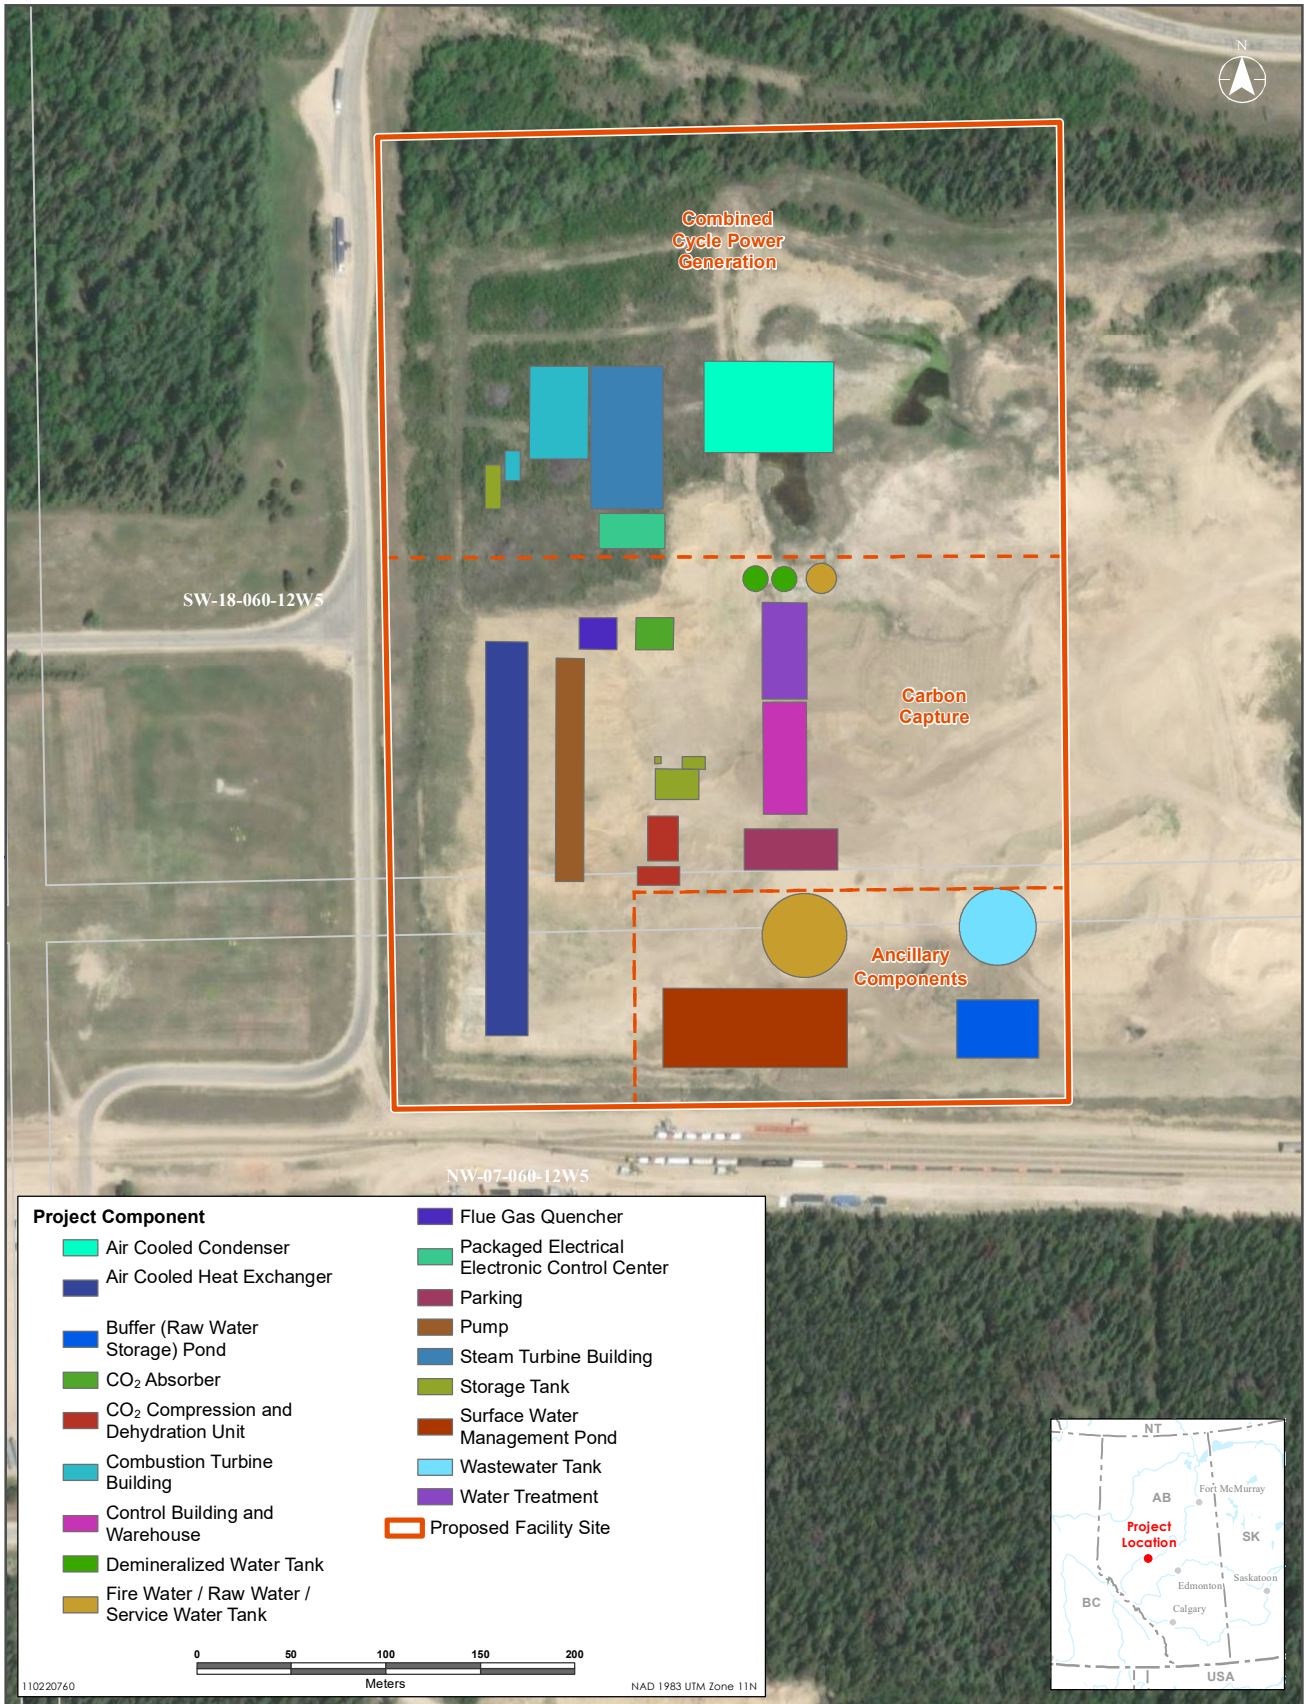 N
Combined
Cycle Power
Generation
SW-18-060-12W5
Carbon
Capture
Ancillary
Components
NW-07-060-12W5
Project Component
Air Cooled Condenser
Air Cooled Heat Exchanger
Buffer (Raw Water
Storage) Pond
CO₂ Absorber
CO₂ Compression and
Dehydration Unit
Combustion Turbine
Building
Control Building and
Warehouse
Demineralized Water Tank
Fire Water / Raw Water /
Service Water Tank
Flue Gas Quencher
Packaged Electrical
Electronic Control Center
Parking
Pump
Steam Turbine Building
Storage Tank
Surface Water
Management Pond
Wastewater Tank
Water Treatment
Proposed Facility Site
0 50 100 150 200
Meters
110220760
NAD 1983 UTM Zone 11N
NT
Fort McMurray
AB
Project
Location
SK
Saskatoon
Edmonton
BC
Calgary
USA